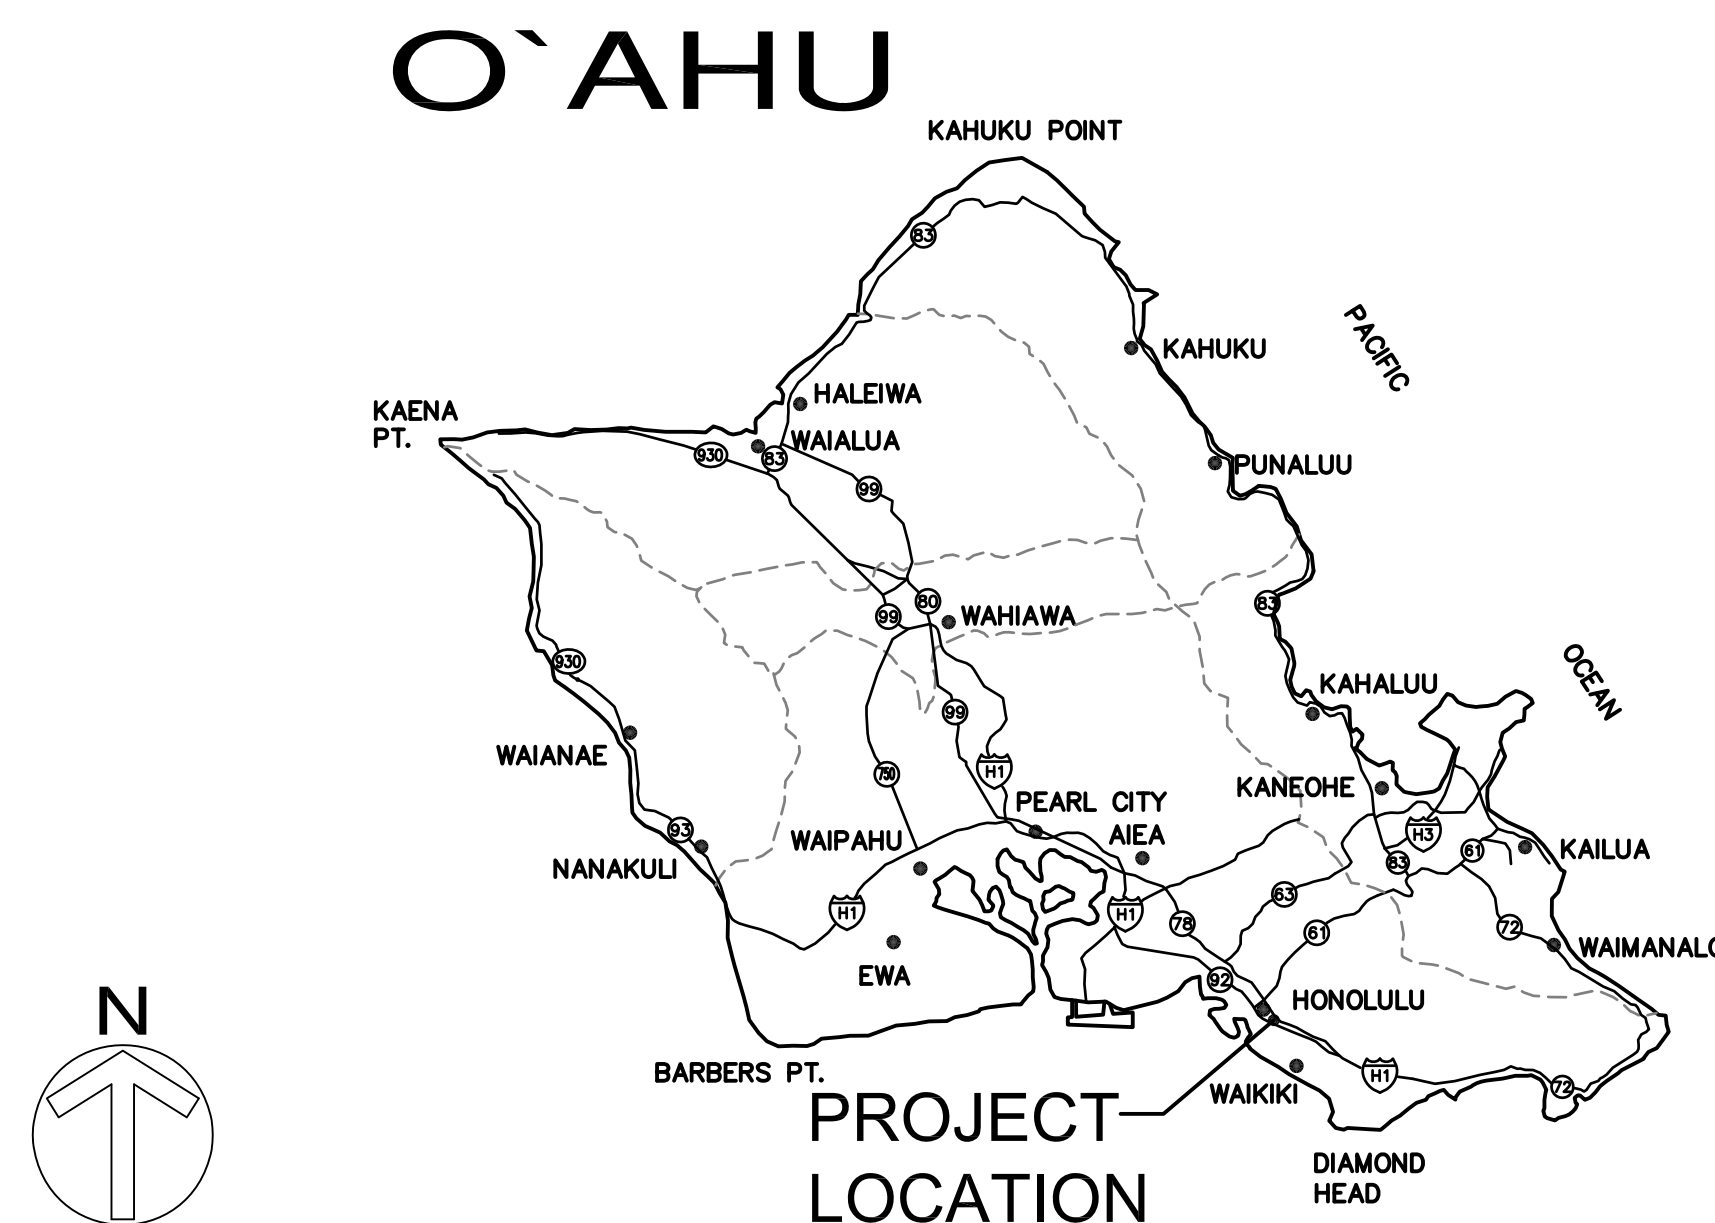 O`AHU
KAHUKU POINT
83
PACIFIC
KAHUKU
HALEIWA
KAENA
PT.
WAIALUA
930
83
PUNALUU
99
80
83
99
WAHIAWA
OCEAN
930
KAHALUU
99
WAIANAE
750
H1
KANEOHE
PEARL CITY
93
WAIPAHU
AIEA
H3
NANAKULI
83
61
KAILUA
63
H1
H1
78
61
72
WAIMANALO
EWA
92
N
HONOLULU
BARBERS PT.
H1
72
WAIKIKI
PROJECT
LOCATION
DIAMOND
HEAD